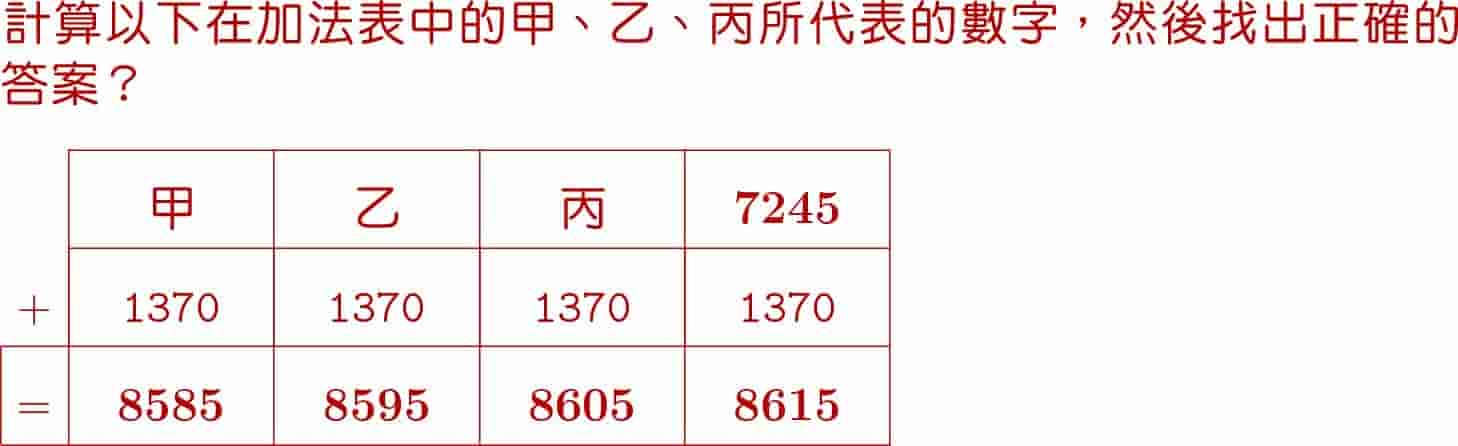 計算以下在加法表中的甲、乙、丙所代表的數字，然後找出正確的
答案？
甲 乙 丙 7245
+ 1370 1370 1370 1370
= 8585 8595 8605 8615